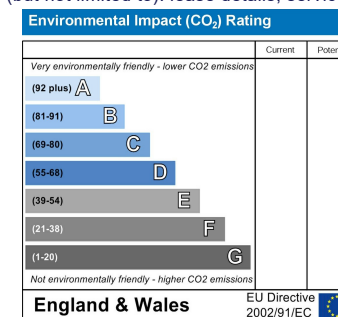 (but not limited to): lease details, servi
Environmental Impact (CO₂) Rating
Current Poten
Very environmentally friendly - lower CO2 emissions
(92 plus) A
(81-91) B
(69-80) C
(55-68) D
(39-54) E
(21-38) F
(1-20) G
Not environmentally friendly - higher CO2 emissions
England & Wales
EU Directive
2002/91/EC